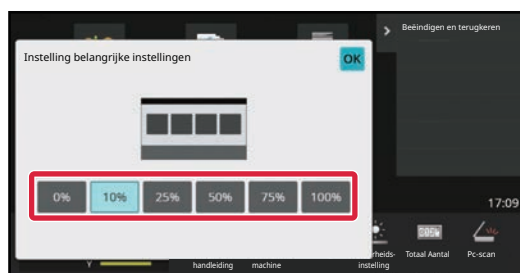 Beëindigen en terugkeren
Instelling belangrijke instellingen
OK
0% 10% 25% 50% 75% 100%
17:09
Totaal Aantal Pc-scan
handleiding machine instelling
Y